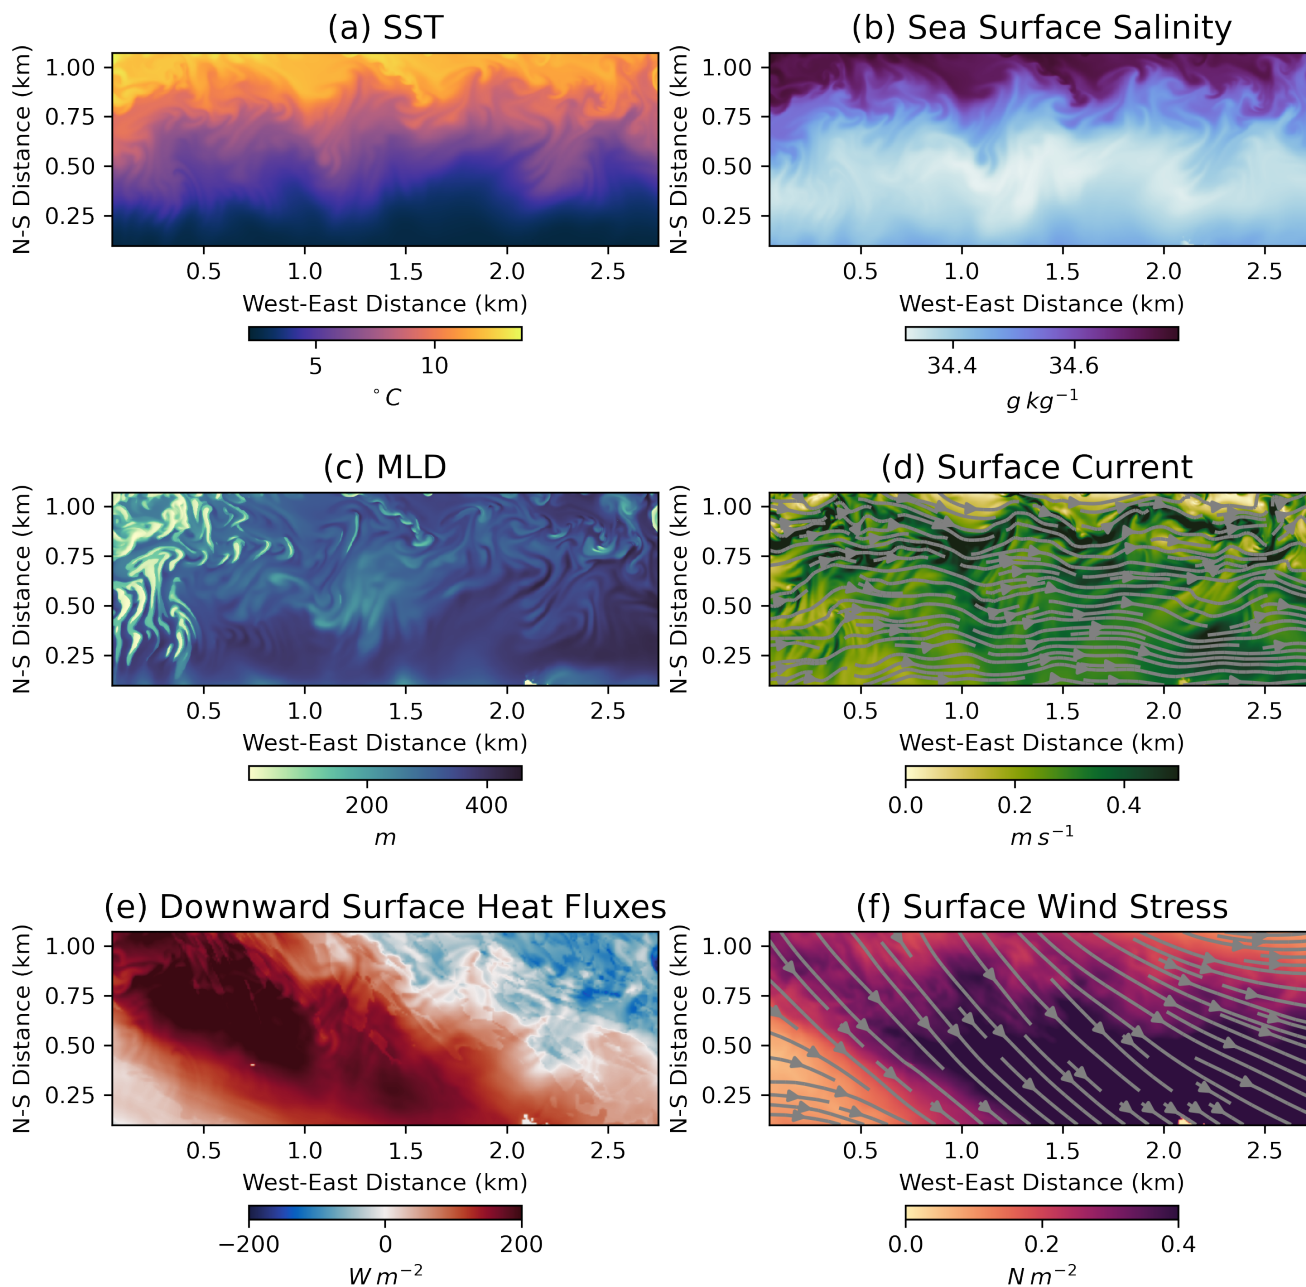 (a) SST
(b) Sea Surface Salinity
N-S Distance (km)
1.00
0.75
0.50
0.25
0.5 1.0 1.5 2.0 2.5
West-East Distance (km)
5 10
°C
N-S Distance (km)
1.00
0.75
0.50
0.25
0.5 1.0 1.5 2.0 2.5
West-East Distance (km)
34.4 34.6
g kg⁻¹
(c) MLD
(d) Surface Current
N-S Distance (km)
1.00
0.75
0.50
0.25
0.5 1.0 1.5 2.0 2.5
West-East Distance (km)
200 400
m
N-S Distance (km)
1.00
0.75
0.50
0.25
0.5 1.0 1.5 2.0 2.5
West-East Distance (km)
0.0 0.2 0.4
m s⁻¹
(e) Downward Surface Heat Fluxes
(f) Surface Wind Stress
N-S Distance (km)
1.00
0.75
0.50
0.25
0.5 1.0 1.5 2.0 2.5
West-East Distance (km)
−200 0 200
W m⁻²
N-S Distance (km)
1.00
0.75
0.50
0.25
0.5 1.0 1.5 2.0 2.5
West-East Distance (km)
0.0 0.2 0.4
N m⁻²